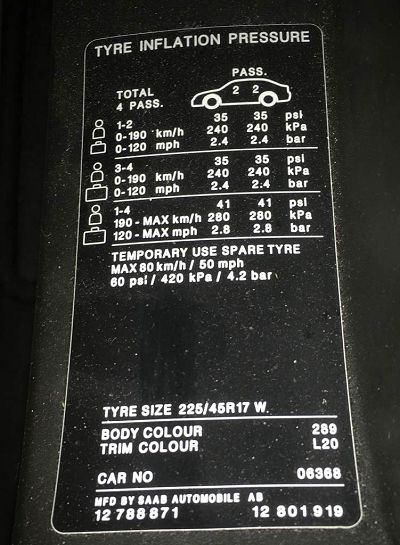 TYRE INFLATION PRESSURE
PASS.
TOTAL
4 PASS.
2 2
1-2 35 35 psi
0-190 km/h 240 240 kPa
0-120 mph 2.4 2.4 bar
3-4 35 35 psi
0-190 km/h 240 240 kPa
0-120 mph 2.4 2.4 bar
1-4 41 41 psi
190-MAX km/h 280 280 kPa
120-MAX mph 2.8 2.8 bar
TEMPORARY USE SPARE TYRE
MAX 80 km/h / 50 mph
60 psi / 420 kPa / 4.2 bar
TYRE SIZE 225/45R17 W
BODY COLOUR 289
TRIM COLOUR L20
CAR NO 06368
MFD BY SAAB AUTOMOBILE AB
12 788871 12 801919